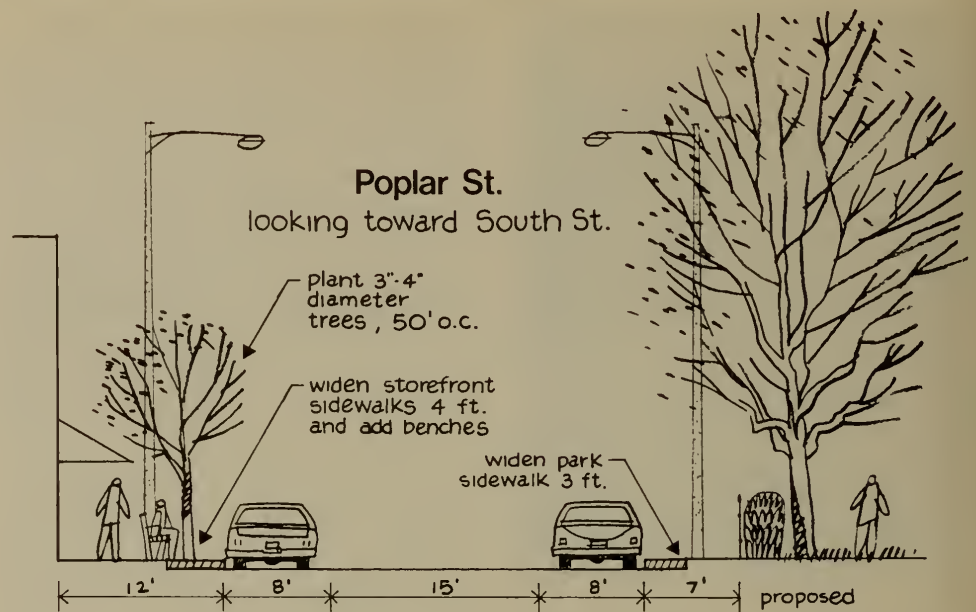 Poplar St.
looking toward South St.
plant 3"-4"
diameter
trees, 50' o.c.
widen storefront
sidewalks 4 ft.
and add benches
widen park
sidewalk 3 ft.
12' 8' 15' 8' 7' proposed